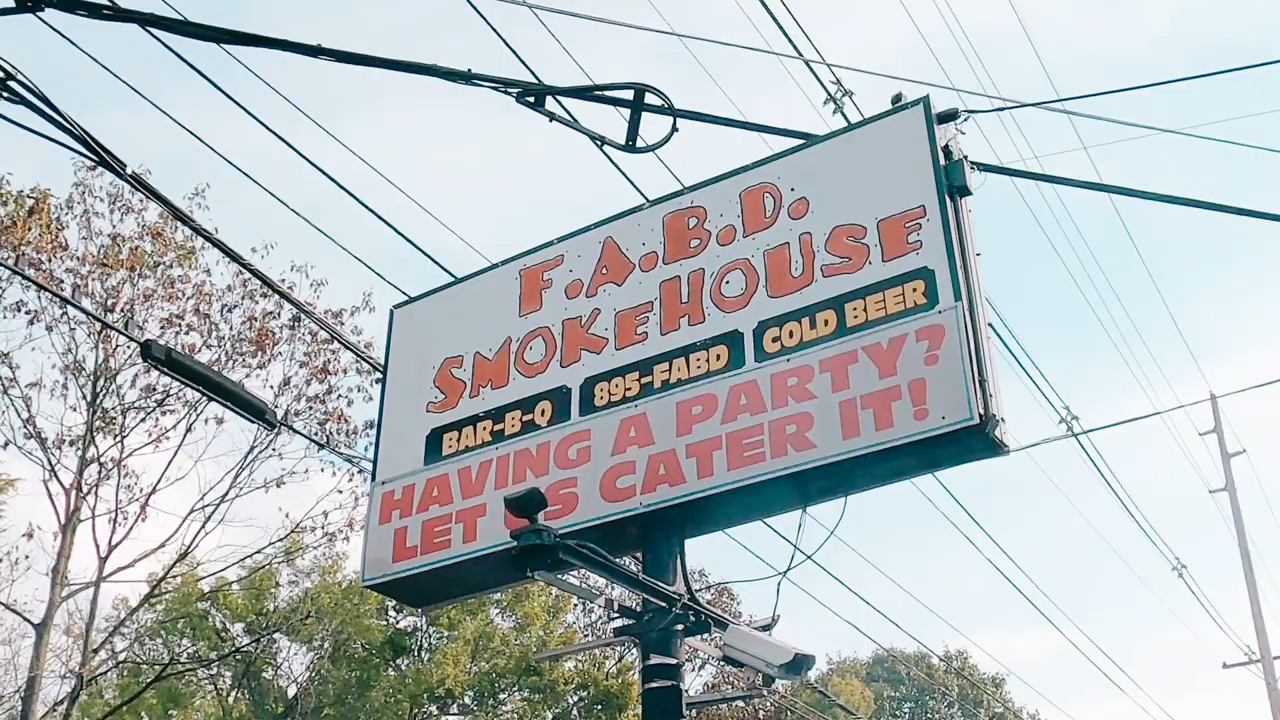 F.A.B.D.
SMOKEHOUSE
BAR-B-Q 895-FABD COLD BEER
HAVING A PARTY?
LET US CATER IT!